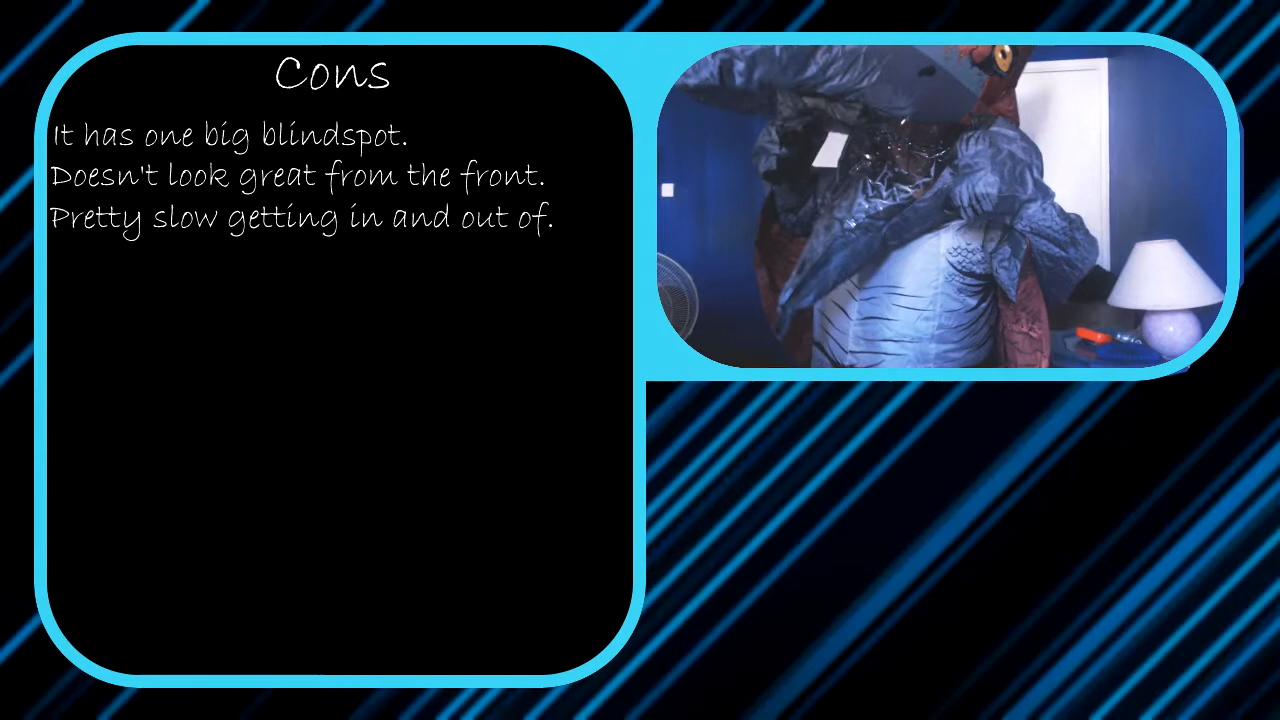 Cons
It has one big blindspot.
Doesn't look great from the front.
Pretty slow getting in and out of.